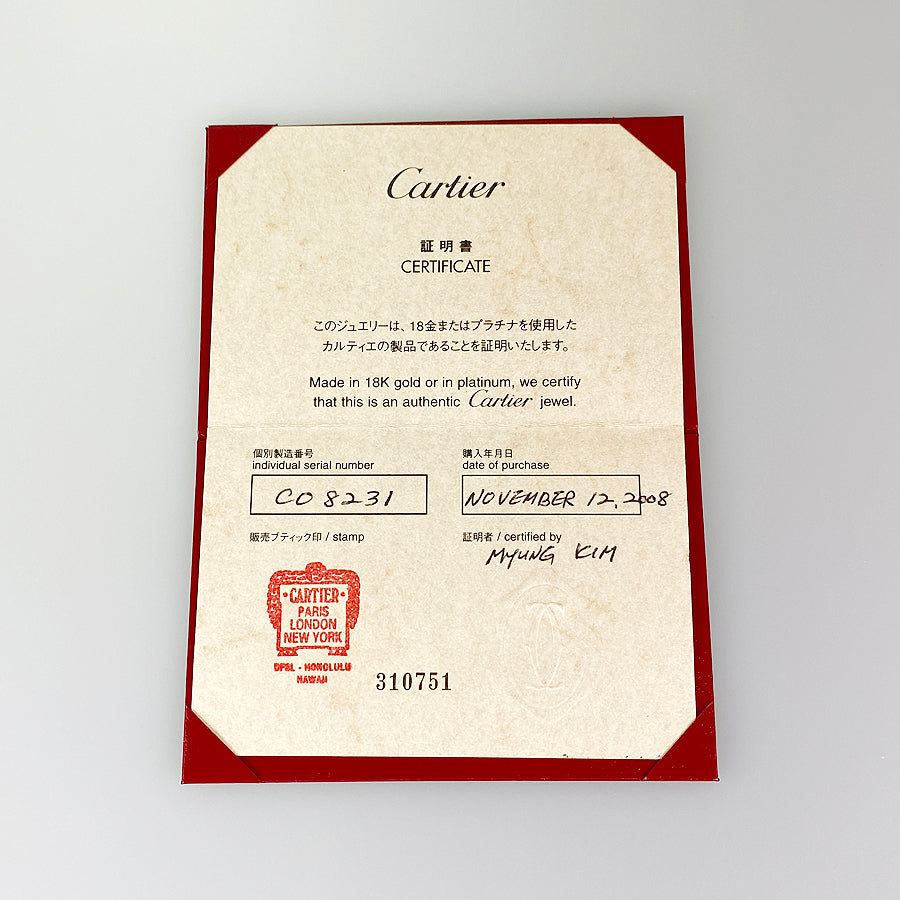 Cartier
証明書
CERTIFICATE
このジュエリーは、18金またはプラチナを使用した
カルティエの製品であることを証明いたします。
Made in 18K gold or in platinum, we certify
that this is an authentic Cartier jewel.
個別製造番号
individual serial number
CO 8231
購入年月日
date of purchase
NOVEMBER 12, 2008
販売ブティック印 / stamp
証明者 / certified by
MYUNG KIM
·CARTIER·
PARIS
LONDON
NEW YORK
DFSL - HONOLULU
HAWAII
310751